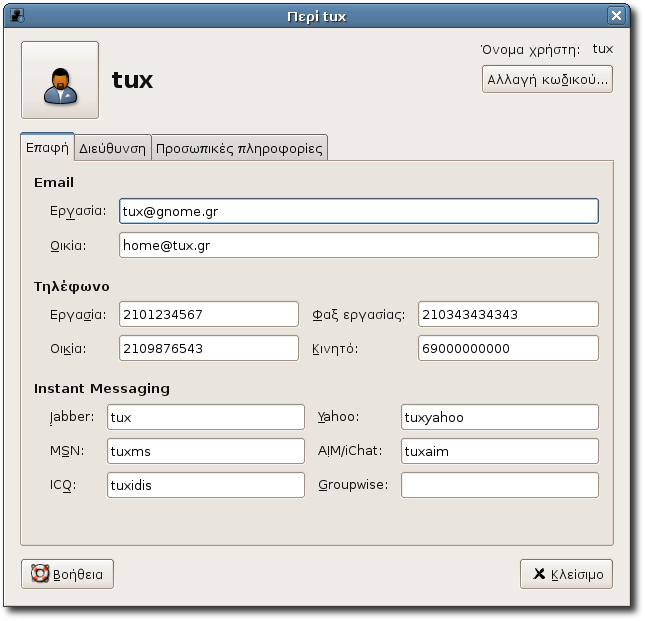 Περί tux
Όνομα χρήστη: tux
tux
Αλλαγή κωδικού...
Επαφή Διεύθυνση Προσωπικές πληροφορίες
Email
Εργασία: tux@gnome.gr
Οικία: home@tux.gr
Τηλέφωνο
Εργασία: 2101234567 Φαξ εργασίας: 210343434343
Οικία: 2109876543 Κινητό: 69000000000
Instant Messaging
Jabber: tux Yahoo: tuxyahoo
MSN: tuxms AIM/iChat: tuxaim
ICQ: tuxidis Groupwise:
Βοήθεια Κλείσιμο